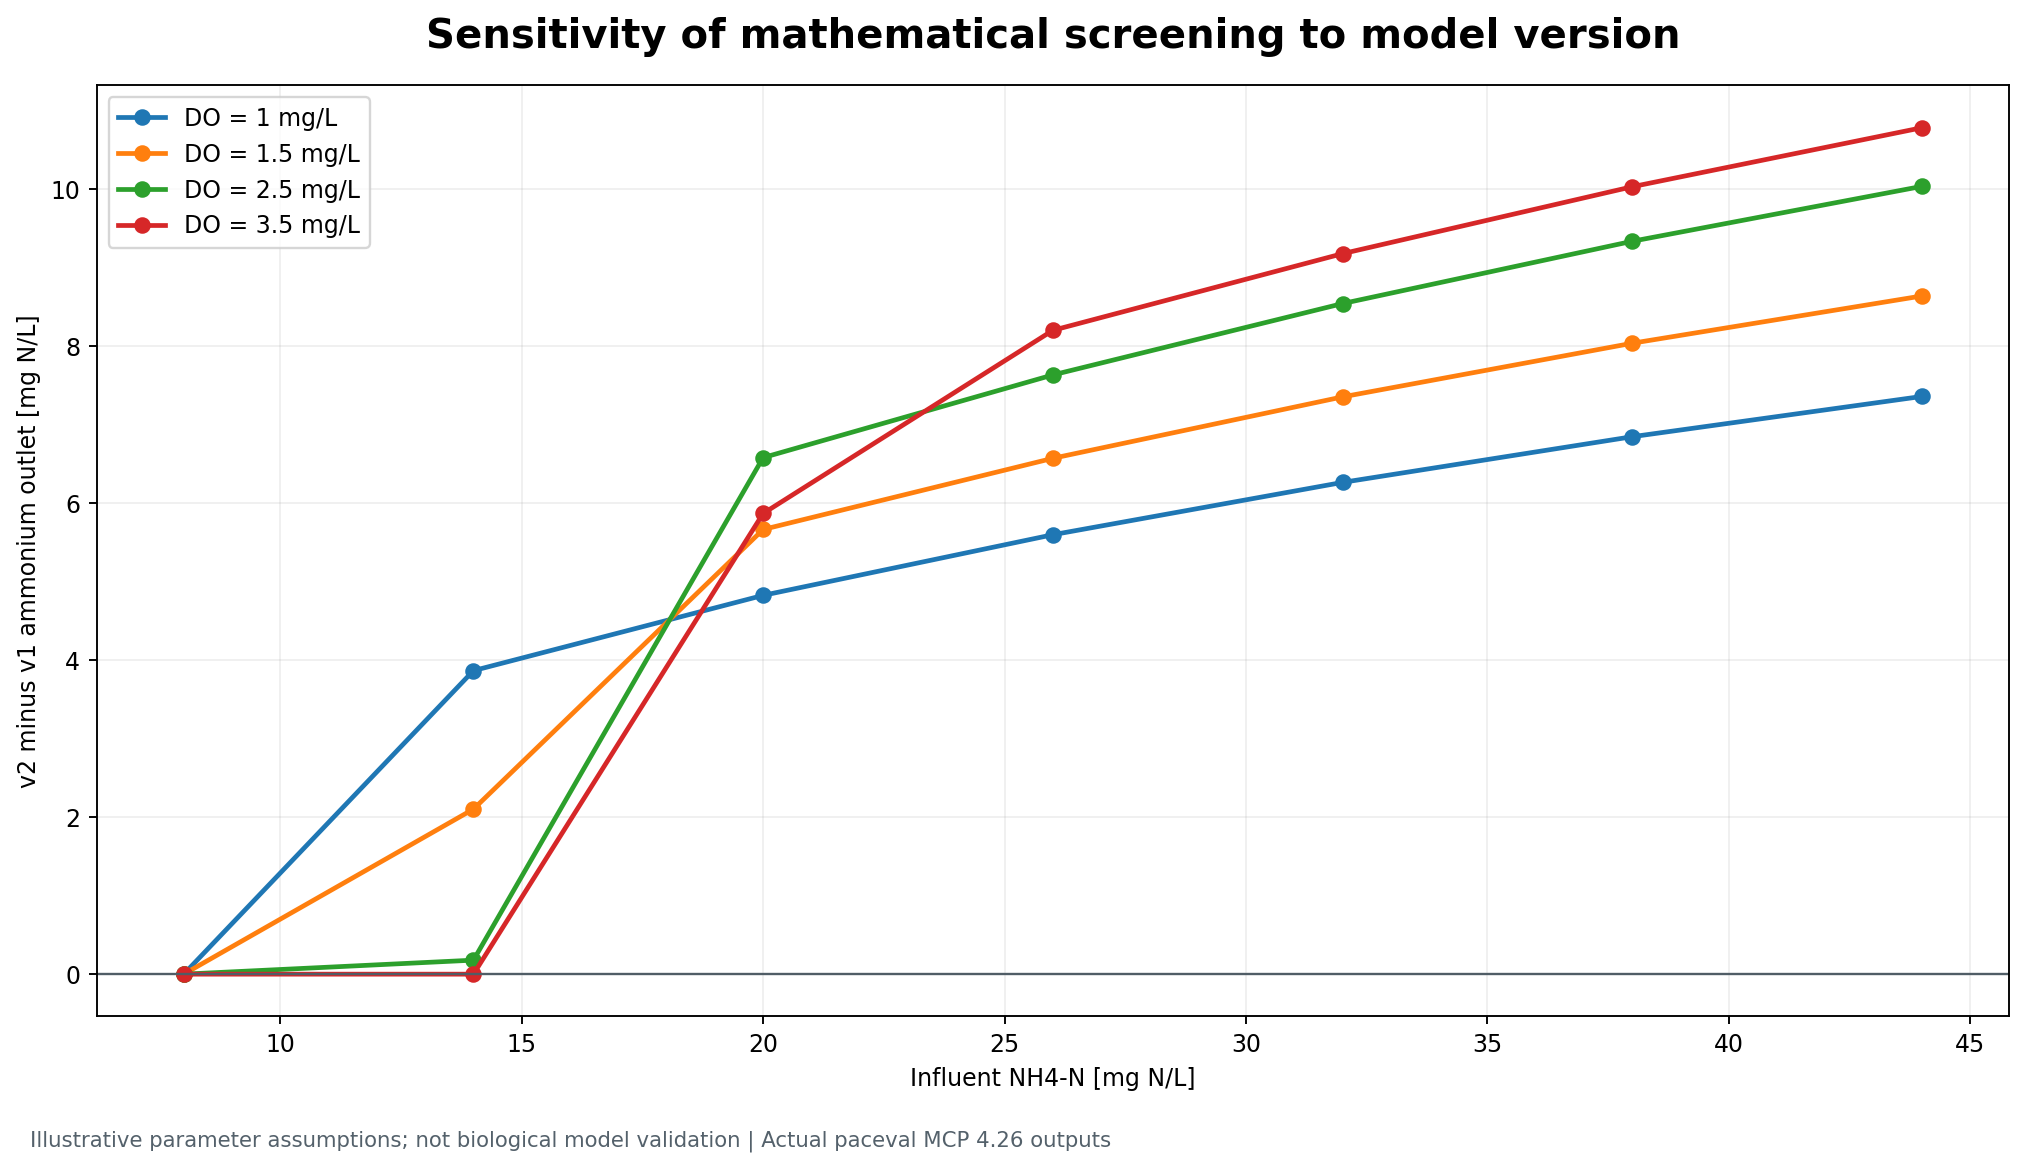 Sensitivity of mathematical screening to model version
DO = 1 mg/L
DO = 1.5 mg/L
DO = 2.5 mg/L
DO = 3.5 mg/L
v2 minus v1 ammonium outlet [mg N/L]
10
8
6
4
2
0
10 15 20 25 30 35 40 45
Influent NH4-N [mg N/L]
Illustrative parameter assumptions; not biological model validation | Actual paceval MCP 4.26 outputs